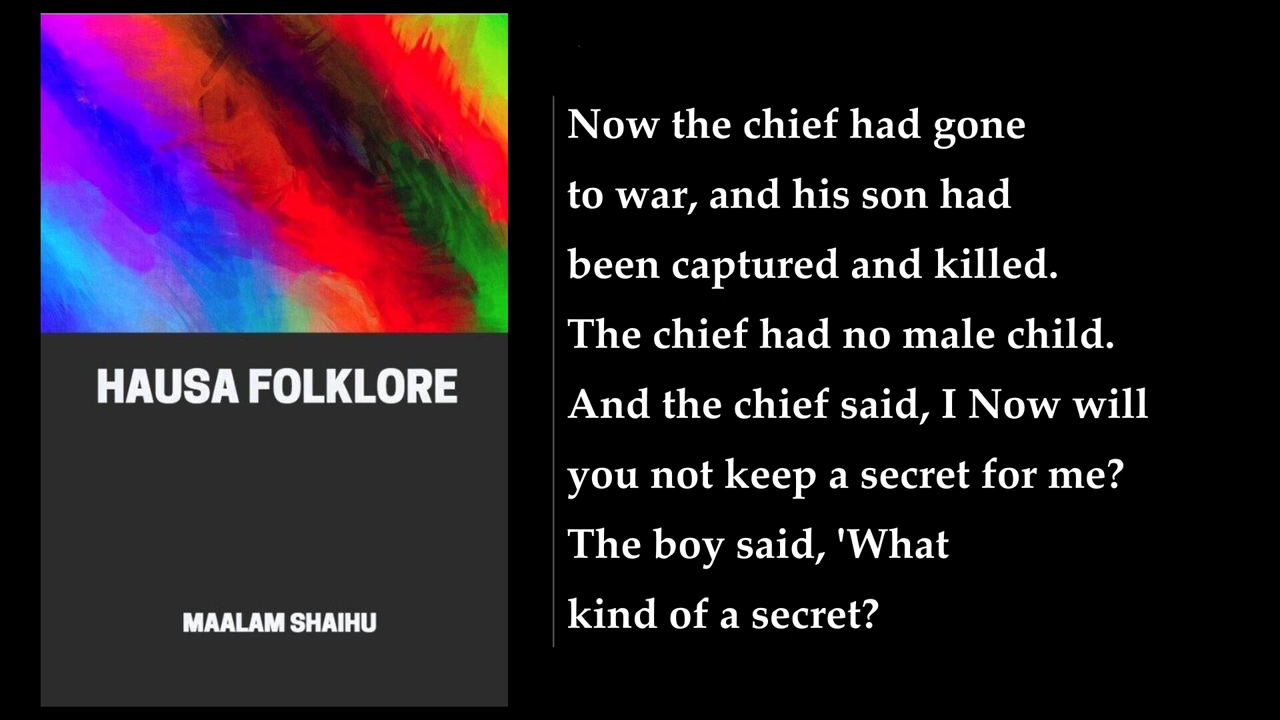 HAUSA FOLKLORE
MAALAM SHAIHU
Now the chief had gone
to war, and his son had
been captured and killed.
The chief had no male child.
And the chief said, I Now will
you not keep a secret for me?
The boy said, 'What
kind of a secret?